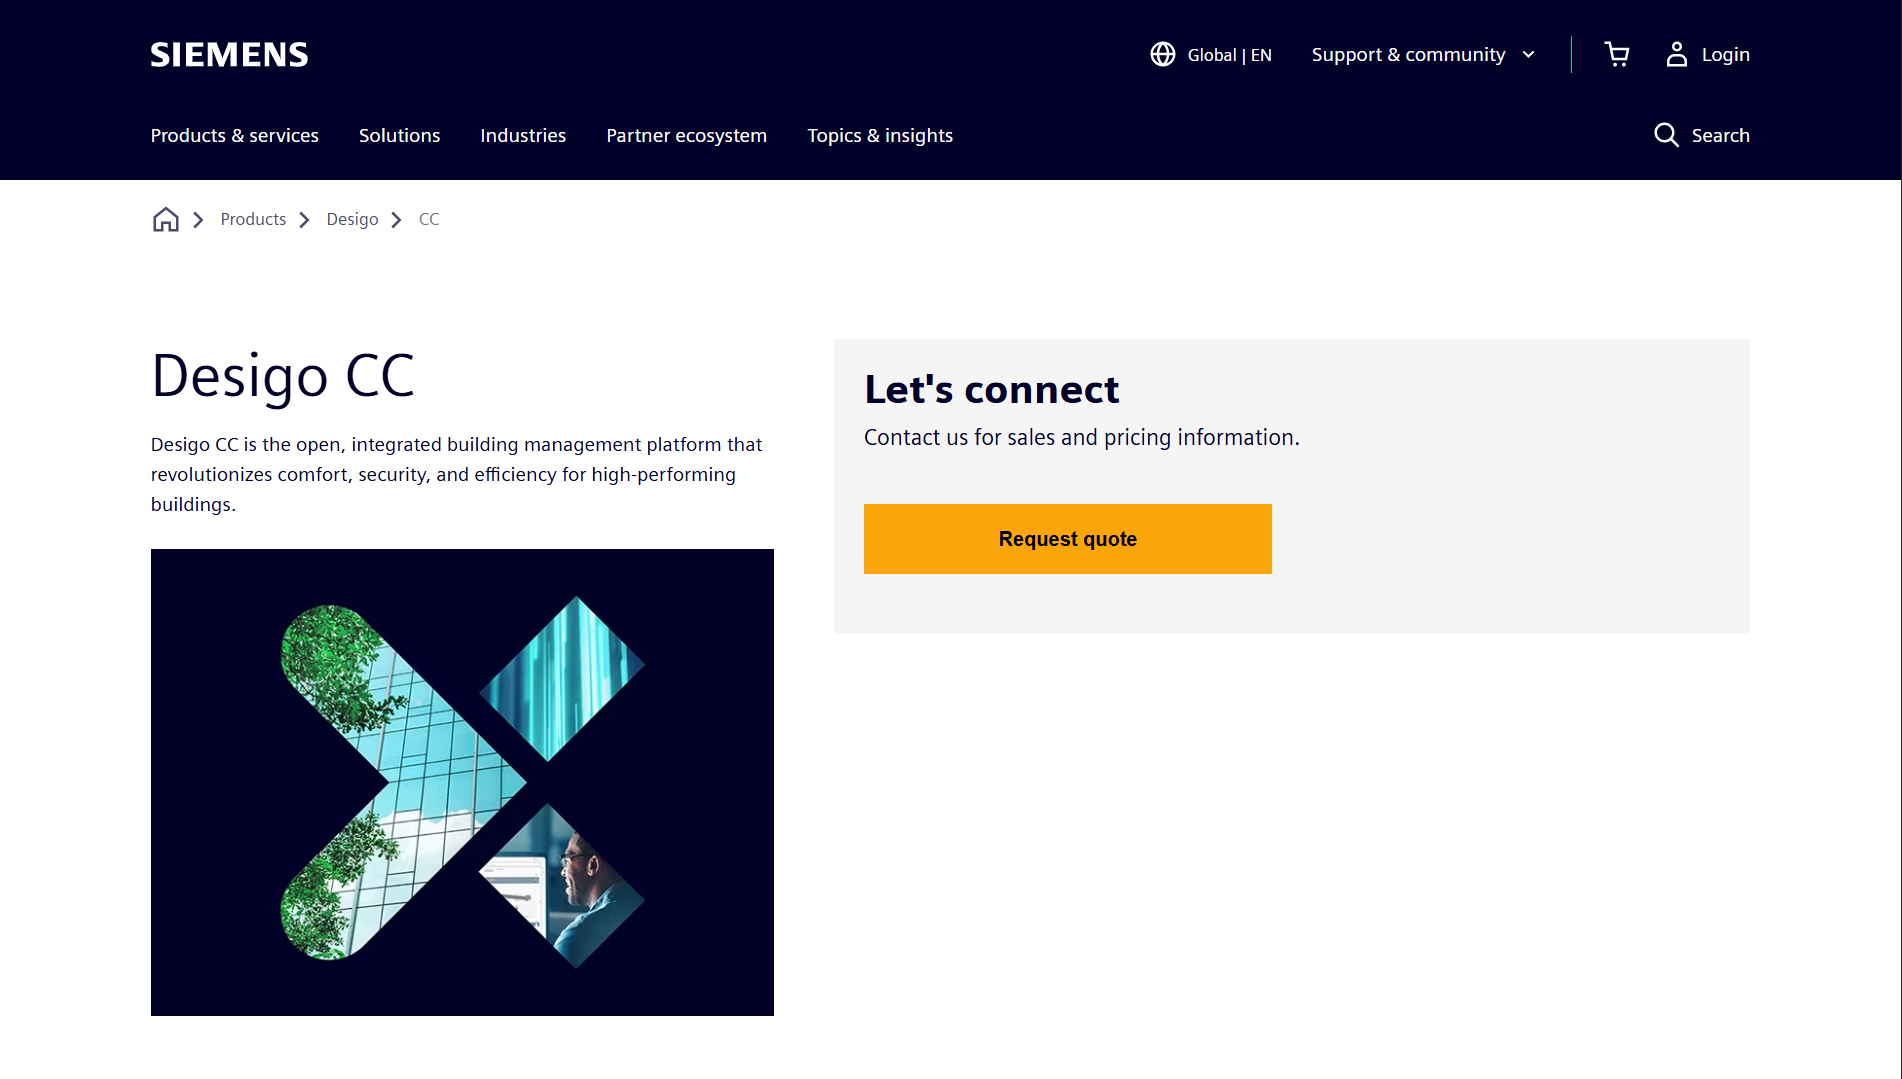 SIEMENS
Global | EN
Support & community
Login
Products & services
Solutions
Industries
Partner ecosystem
Topics & insights
Search
Products
Desigo
CC
Desigo CC
Desigo CC is the open, integrated building management platform that
revolutionizes comfort, security, and efficiency for high-performing
buildings.
Let's connect
Contact us for sales and pricing information.
Request quote